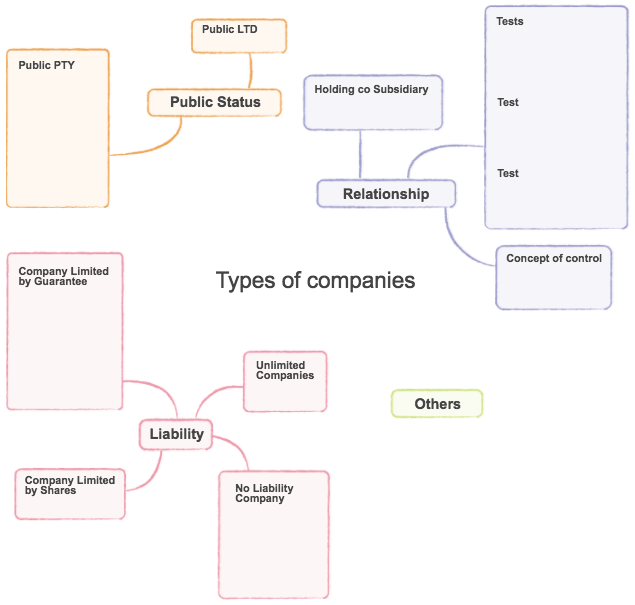 Public LTD
Public PTY
Public Status
Tests
Holding co Subsidiary
Test
Test
Relationship
Concept of control
Types of companies
Company Limited
by Guarantee
Unlimited
Companies
Others
Liability
Company Limited
by Shares
No Liability
Company